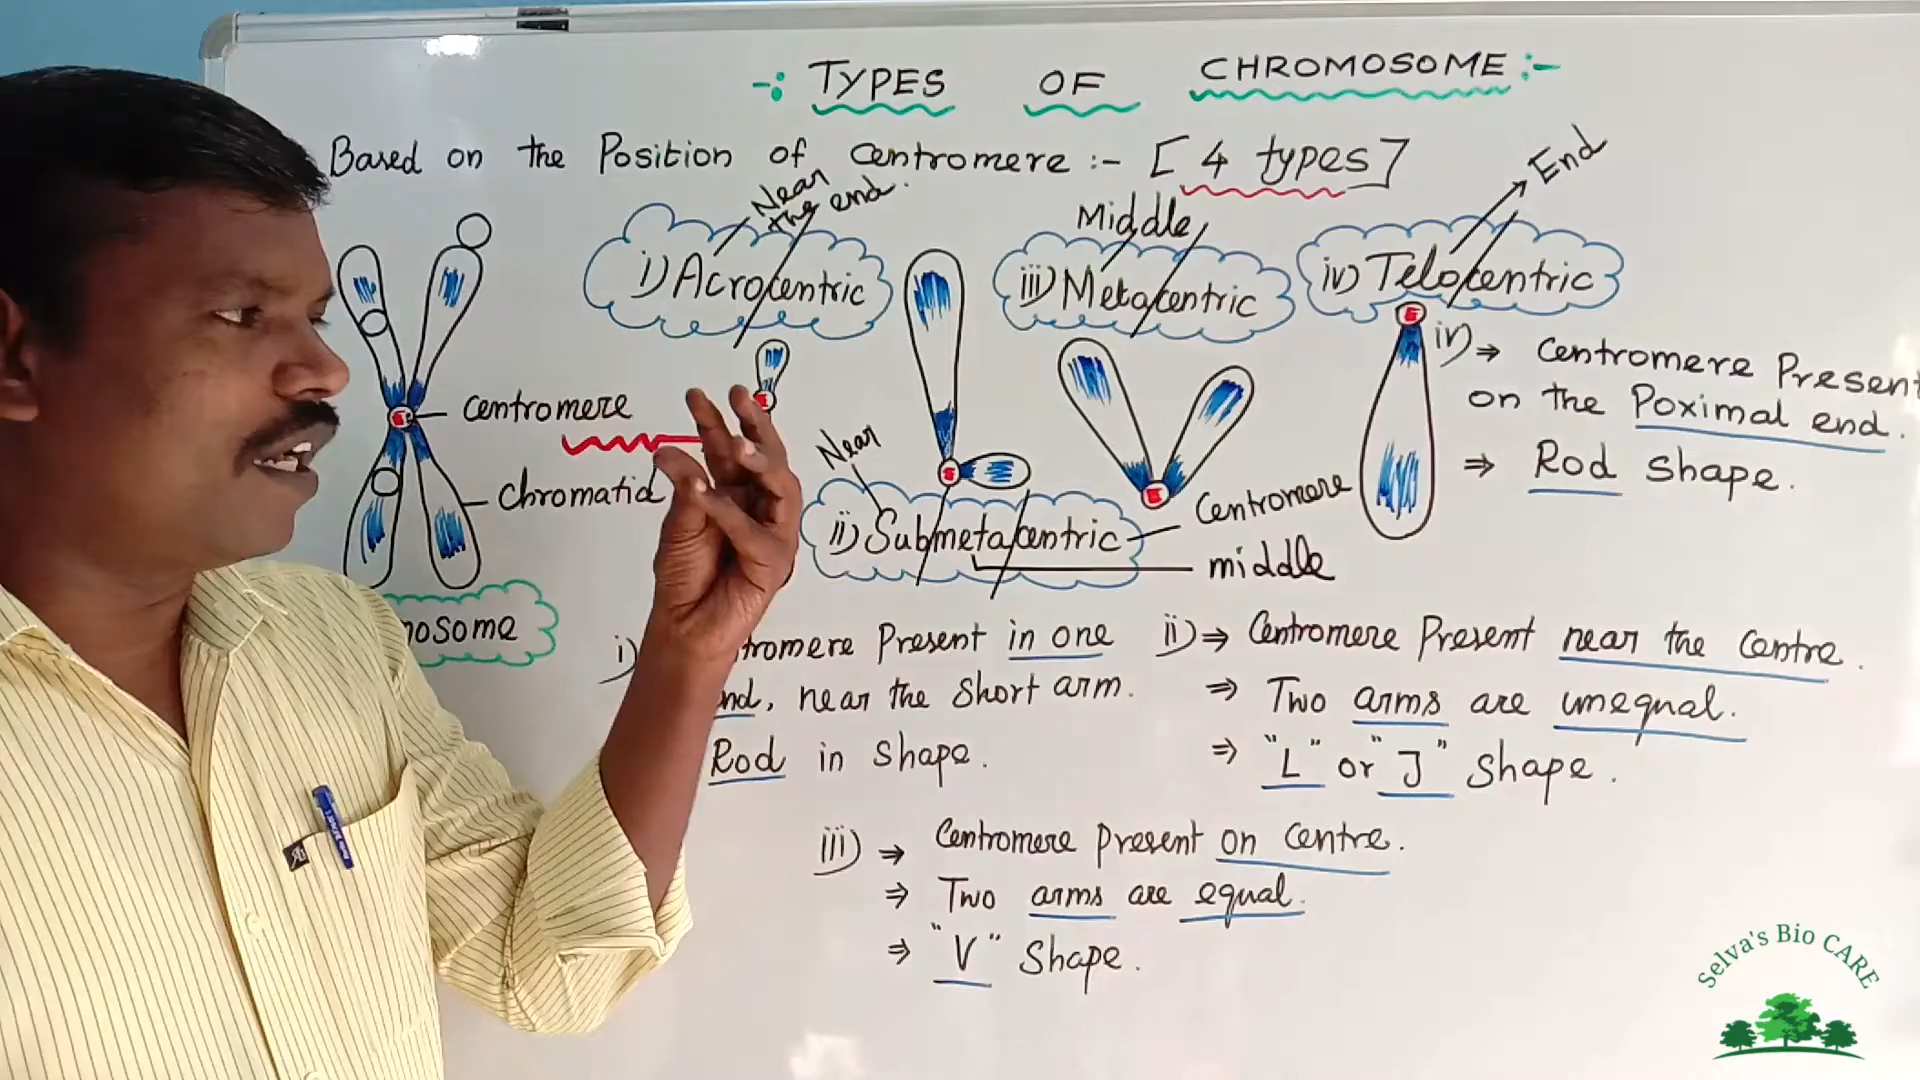 -: TYPES OF CHROMOSOME :-
Based on the Position of Centromere :- [ 4 types ]
Near
the end.
Middle
End
i) Acrocentric
iii) Metacentric
iv) Telocentric
Centromere
Chromatid
Near
ii) Submetacentric
Centromere
middle
iv) ⇒ Centromere Present
on the Poximal end.
⇒ Rod shape.
mosome
i) tromere Present in one
end, near the Short arm.
Rod in shape.
ii) ⇒ Centromere Present near the Centre.
⇒ Two arms are unequal.
⇒ "L" or "J" shape.
iii) ⇒ Centromere Present on Centre.
⇒ Two arms are equal.
⇒ "V" Shape.
Selva's Bio CARE